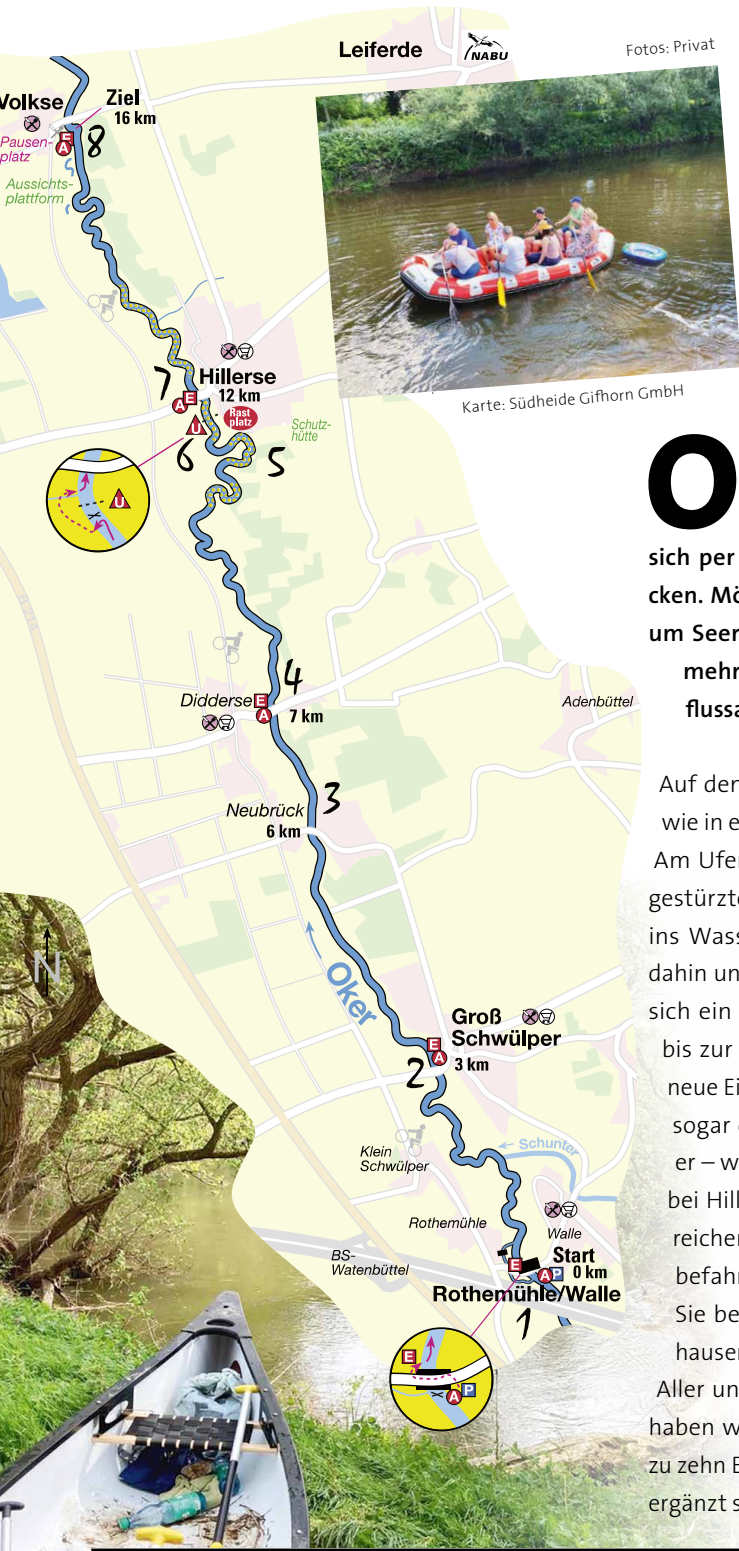 Leiferde
NABU
Fotos: Privat
Volkse
Ziel
16 km
Pausen-
platz
E
A
8
Aussichts-
plattform
7
Hillerse
12 km
A E
Rast
platz
U
Schutz-
hütte
6
5
U
Karte: Südheide Gifhorn GmbH
B 214
4
Didderse
E
A
7 km
Adenbüttel
3
Neubrück
6 km
N
Oker
Groß
Schwülper
E
A
3 km
2
Schunter
Klein
Schwülper
Rothemühle
Walle
BS-
Watenbüttel
Start
0 km
E
A P
Rothemühle/Walle
1
E
A P
O
sich per
cken. Mö
um Seer
mehr
flussa
Auf der
wie in e
Am Ufer
gestürzte
ins Wass
dahin un
sich ein
bis zur
neue Ei
sogar
er – w
bei Hill
reicher
befahr
Sie be
hauser
Aller un
haben w
zu zehn E
ergänzt s